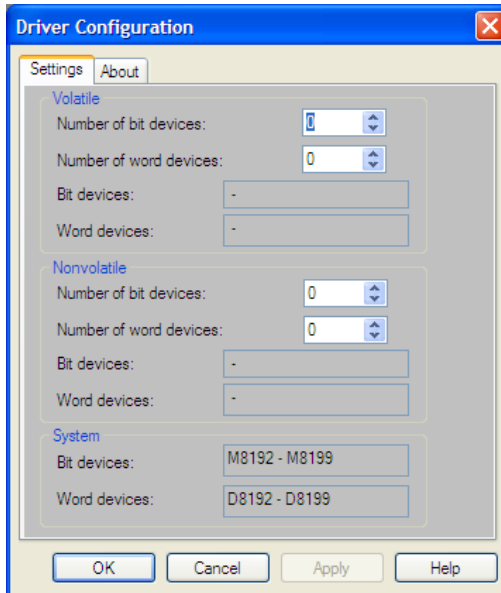 Driver Configuration
Settings About
Volatile
Number of bit devices: 0
Number of word devices: 0
Bit devices: -
Word devices: -
Nonvolatile
Number of bit devices: 0
Number of word devices: 0
Bit devices: -
Word devices: -
System
Bit devices: M8192 - M8199
Word devices: D8192 - D8199
OK Cancel Apply Help